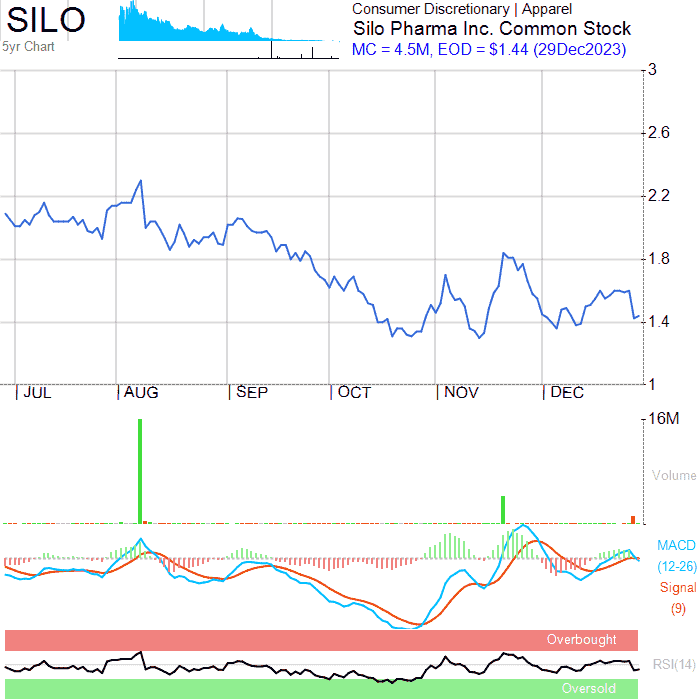 SILO
5yr Chart
Consumer Discretionary | Apparel
Silo Pharma Inc. Common Stock
MC = 4.5M, EOD = $1.44 (29Dec2023)
3
2.6
2.2
1.8
1.4
1
JUL AUG SEP OCT NOV DEC
16M
Volume
MACD
(12-26)
Signal
(9)
Overbought
RSI(14)
Oversold